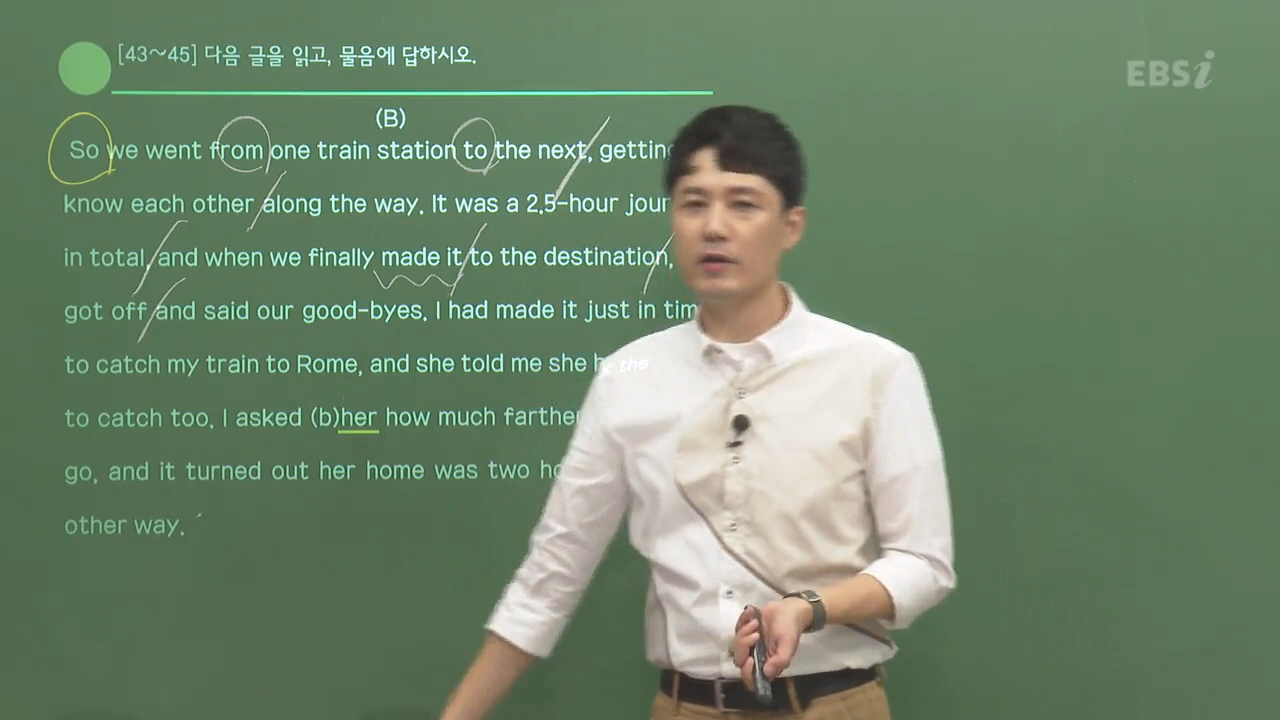 [43~45] 다음 글을 읽고, 물음에 답하시오.
EBSi
(B)
So we went from one train station to the next, getting
know each other along the way. It was a 2.5-hour
in total, and when we finally made it to the destination,
got off and said our good-byes. I had made it just in
to catch my train to Rome, and she told me she
the
to catch too. I asked (b)her how much
go, and it turned out her home was two
other way.